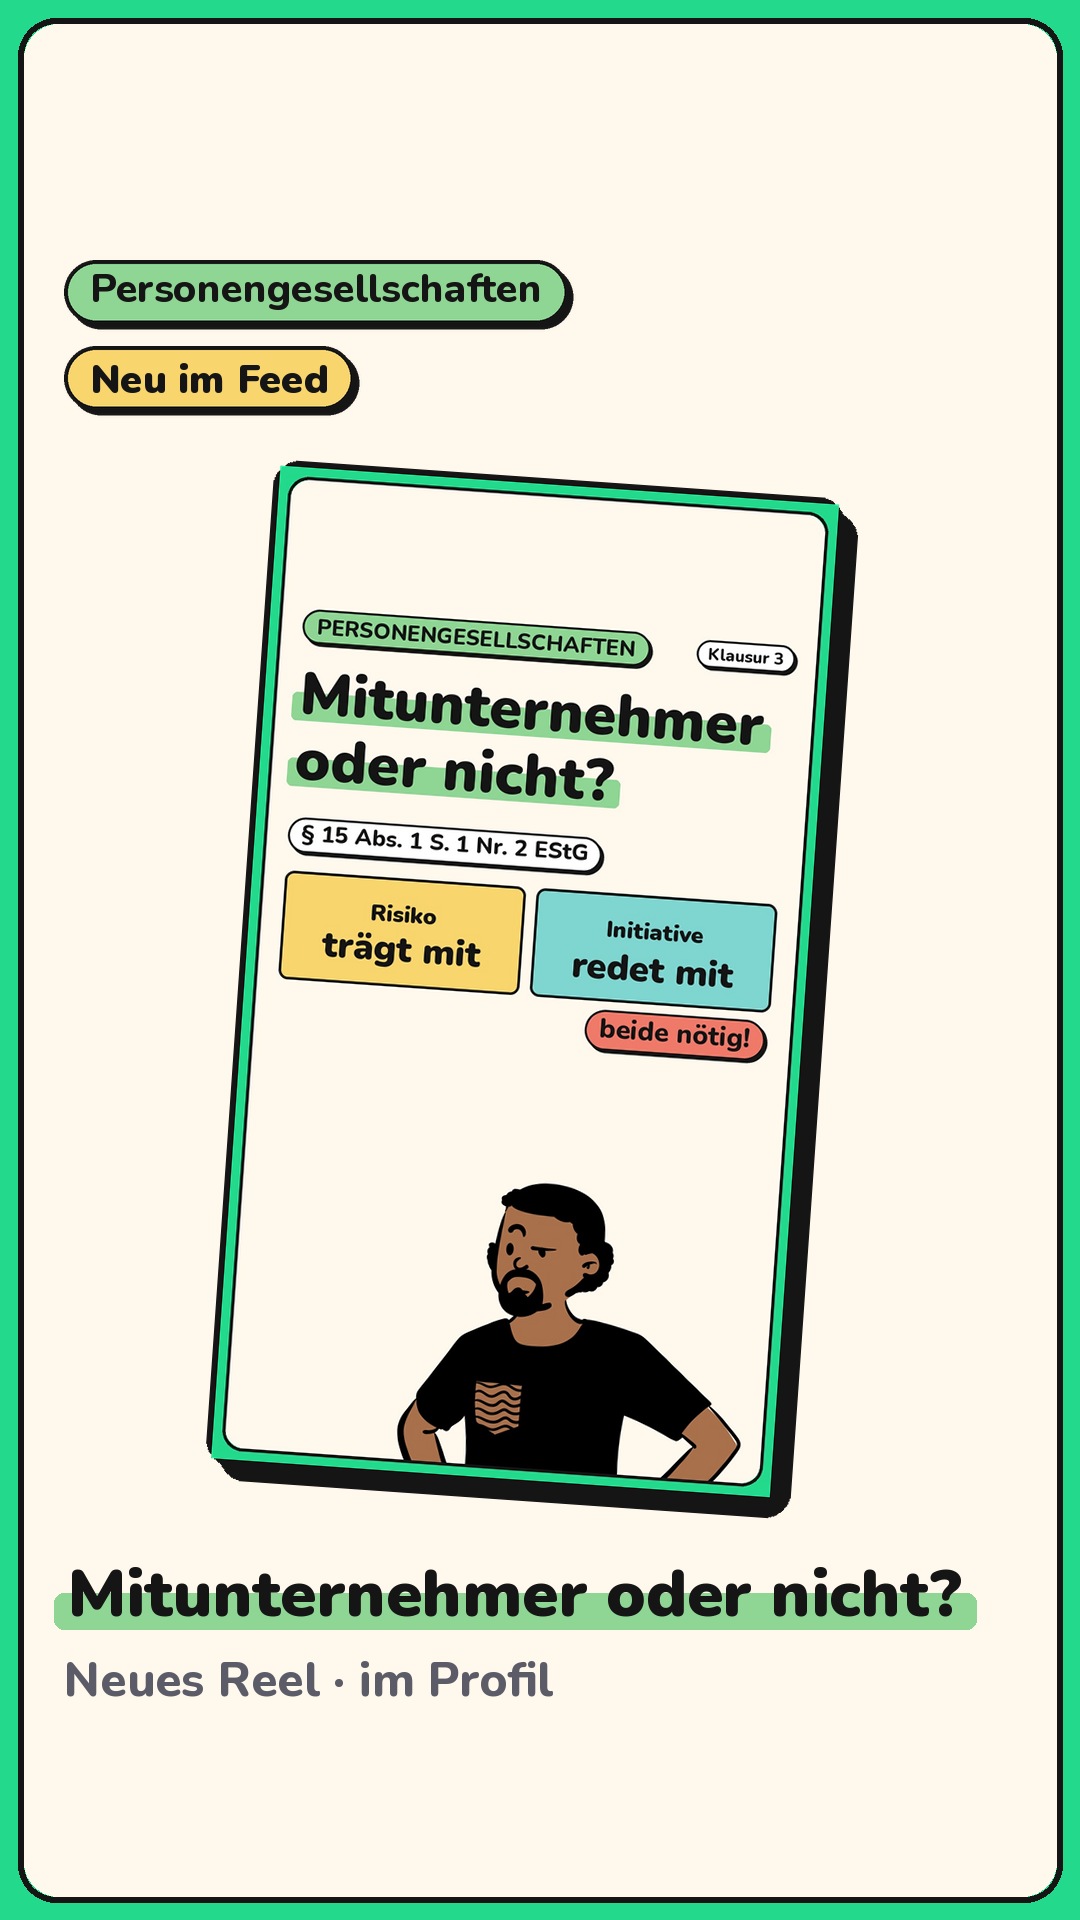 Personengesellschaften
Neu im Feed
PERSONENGESELLSCHAFTEN
Klausur 3
Mitunternehmer
oder nicht?
§ 15 Abs. 1 S. 1 Nr. 2 EStG
Risiko
trägt mit
Initiative
redet mit
beide nötig!
Mitunternehmer oder nicht?
Neues Reel · im Profil